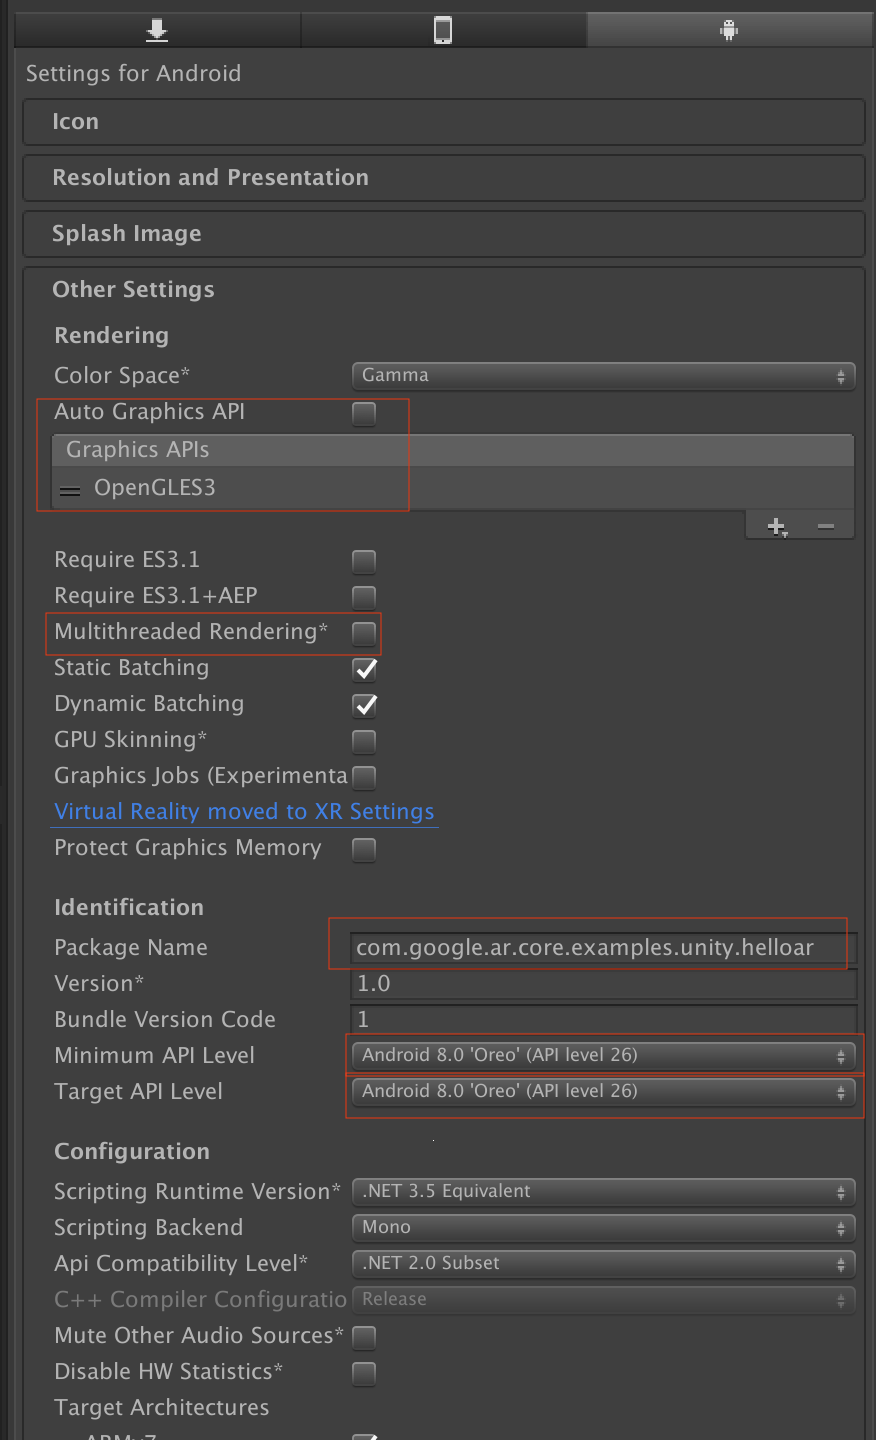 Settings for Android
Icon
Resolution and Presentation
Splash Image
Other Settings
Rendering
Color Space* Gamma
Auto Graphics API
Graphics APIs
OpenGLES3
Require ES3.1
Require ES3.1+AEP
Multithreaded Rendering*
Static Batching
Dynamic Batching
GPU Skinning*
Graphics Jobs (Experimenta
Virtual Reality moved to XR Settings
Protect Graphics Memory
Identification
Package Name com.google.ar.core.examples.unity.helloar
Version* 1.0
Bundle Version Code 1
Minimum API Level Android 8.0 'Oreo' (API level 26)
Target API Level Android 8.0 'Oreo' (API level 26)
Configuration
Scripting Runtime Version* .NET 3.5 Equivalent
Scripting Backend Mono
Api Compatibility Level* .NET 2.0 Subset
C++ Compiler Configuratio Release
Mute Other Audio Sources*
Disable HW Statistics*
Target Architectures
ARMv7